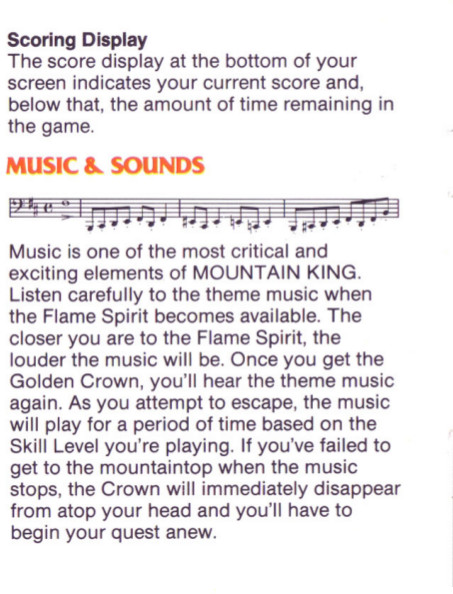 Scoring Display
The score display at the bottom of your
screen indicates your current score and,
below that, the amount of time remaining in
the game.
MUSIC & SOUNDS
Music is one of the most critical and
exciting elements of MOUNTAIN KING.
Listen carefully to the theme music when
the Flame Spirit becomes available. The
closer you are to the Flame Spirit, the
louder the music will be. Once you get the
Golden Crown, you'll hear the theme music
again. As you attempt to escape, the music
will play for a period of time based on the
Skill Level you're playing. If you've failed to
get to the mountaintop when the music
stops, the Crown will immediately disappear
from atop your head and you'll have to
begin your quest anew.